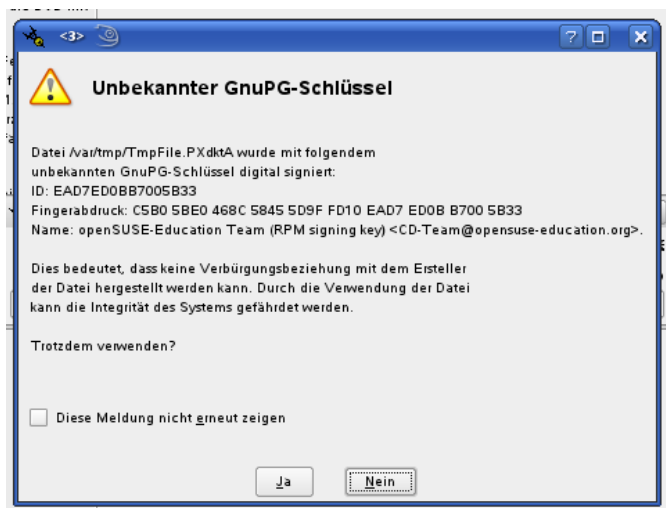 <3>
Unbekannter GnuPG-Schlüssel
Datei /var/tmp/TmpFile.PXdktA wurde mit folgendem
unbekannten GnuPG-Schlüssel digital signiert:
ID: EAD7ED0BB7005B33
Fingerabdruck: C5B0 5BE0 468C 5845 5D9F FD10 EAD7 ED0B B700 5B33
Name: openSUSE-Education Team (RPM signing key) <CD-Team@opensuse-education.org>.
Dies bedeutet, dass keine Verbürgungsbeziehung mit dem Ersteller
der Datei hergestellt werden kann. Durch die Verwendung der Datei
kann die Integrität des Systems gefährdet werden.
Trotzdem verwenden?
Diese Meldung nicht erneut zeigen
Ja Nein